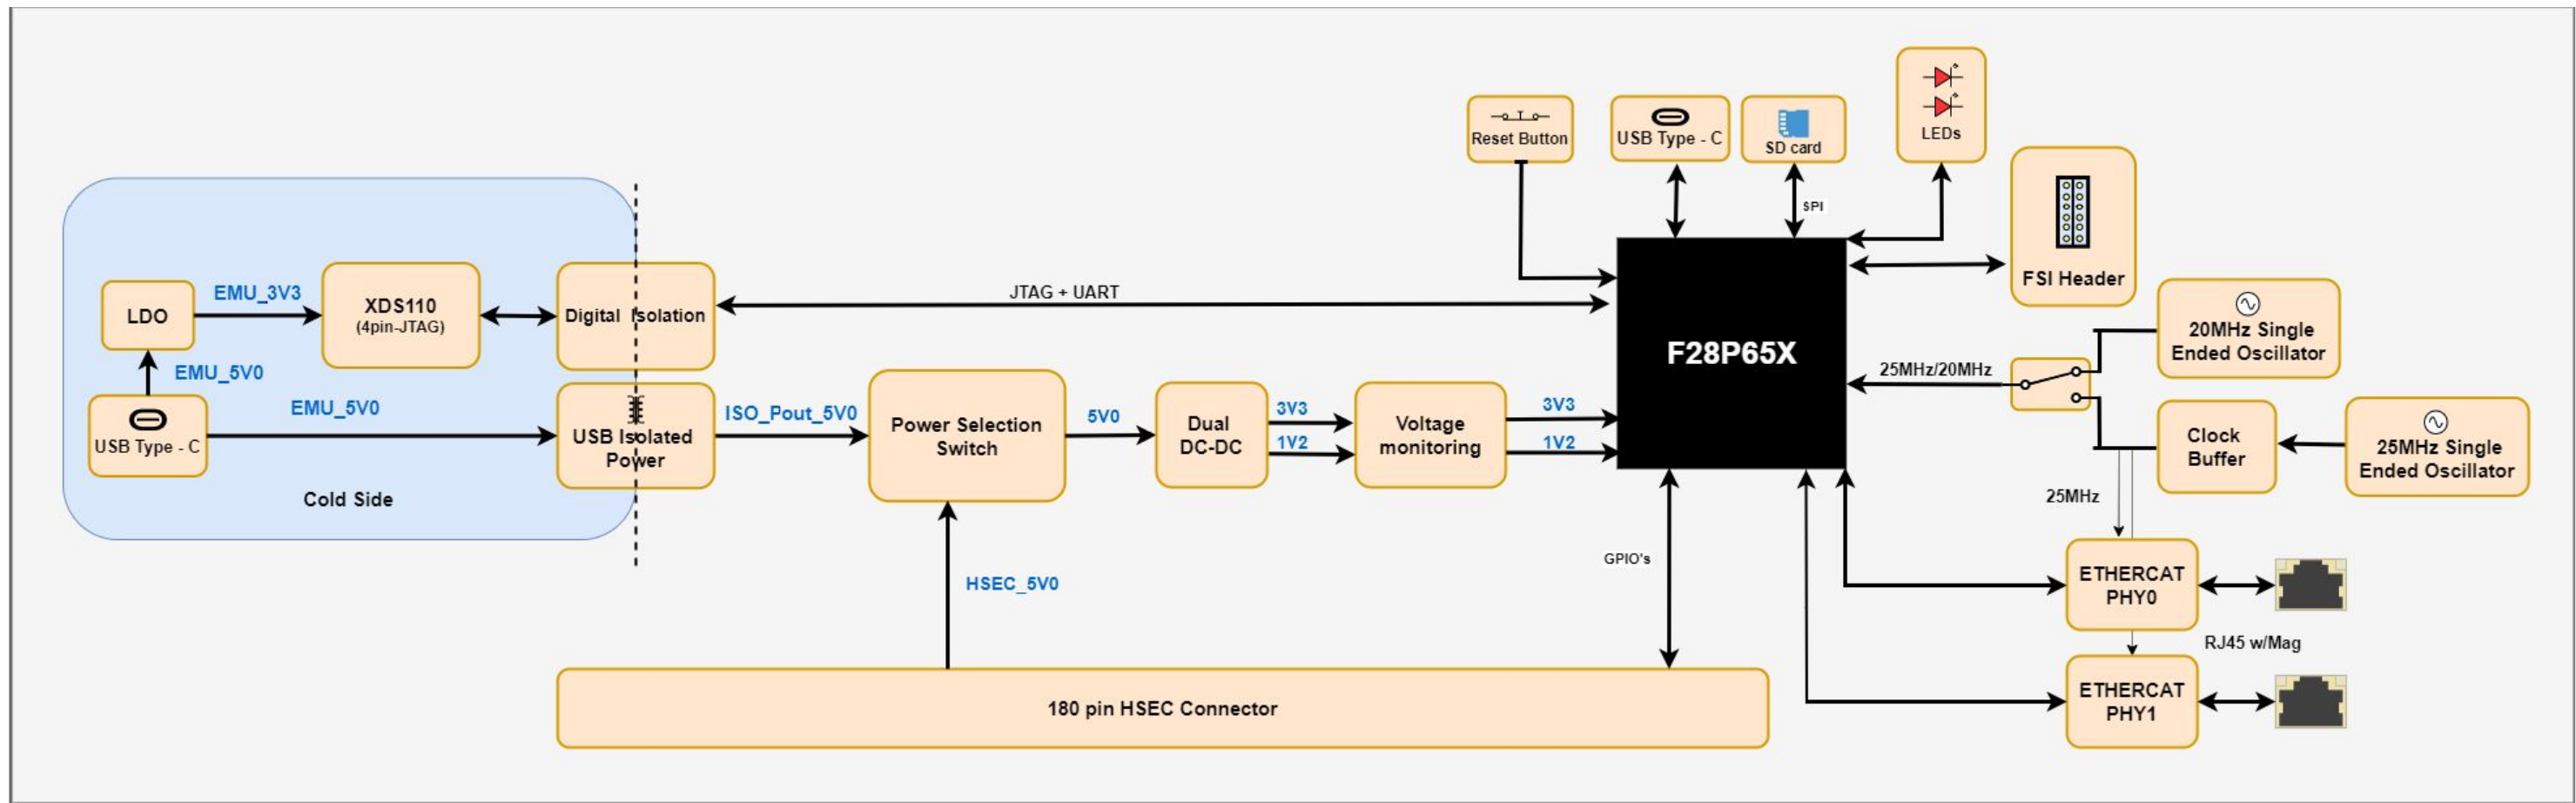 LEDs
Reset Button
USB Type - C
SD card
SPI
FSI Header
EMU_3V3
JTAG + UART
LDO
XDS110
(4pin-JTAG)
Digital Isolation
20MHz Single
Ended Oscillator
F28P65X
25MHz/20MHz
EMU_5V0
EMU_5V0
USB Type - C
USB Isolated
Power
ISO_Pout_5V0
Power Selection
Switch
5V0
Dual
DC-DC
3V3
1V2
Voltage
monitoring
3V3
1V2
Clock
Buffer
25MHz Single
Ended Oscillator
Cold Side
25MHz
GPIO's
HSEC_5V0
ETHERCAT
PHY0
RJ45 w/Mag
ETHERCAT
PHY1
180 pin HSEC Connector